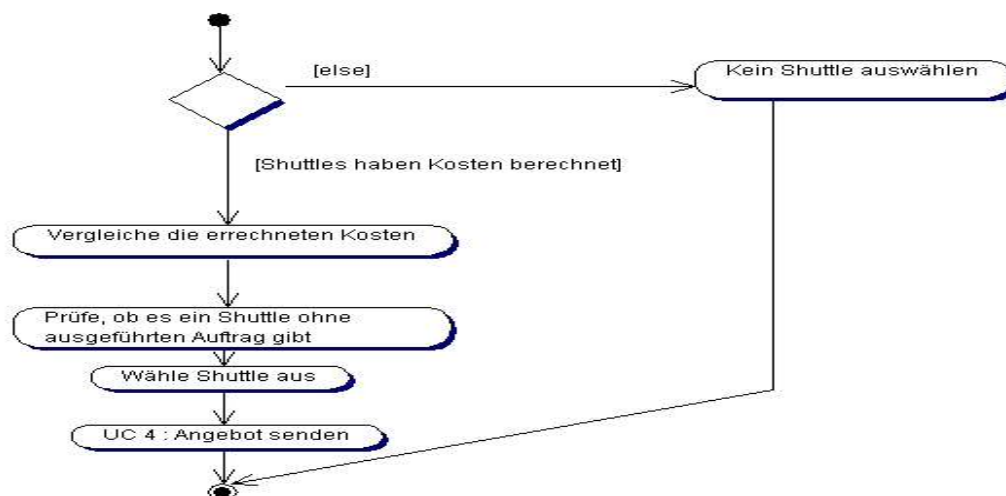 [else]
Kein Shuttle auswählen
[Shuttles haben Kosten berechnet]
Vergleiche die errechneten Kosten
Prüfe, ob es ein Shuttle ohne
ausgeführten Auftrag gibt
Wähle Shuttle aus
UC 4 : Angebot senden